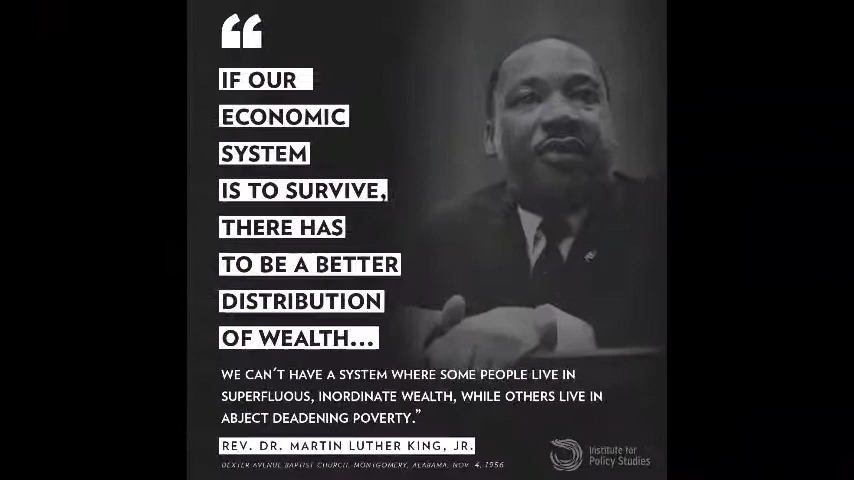 “
IF OUR
ECONOMIC
SYSTEM
IS TO SURVIVE,
THERE HAS
TO BE A BETTER
DISTRIBUTION
OF WEALTH...
WE CAN'T HAVE A SYSTEM WHERE SOME PEOPLE LIVE IN
SUPERFLUOUS, INORDINATE WEALTH, WHILE OTHERS LIVE IN
ABJECT DEADENING POVERTY.”
REV. DR. MARTIN LUTHER KING, JR.
DEXTER AVENUE BAPTIST CHURCH, MONTGOMERY, ALABAMA, NOV. 4, 1956
Institute for
Policy Studies